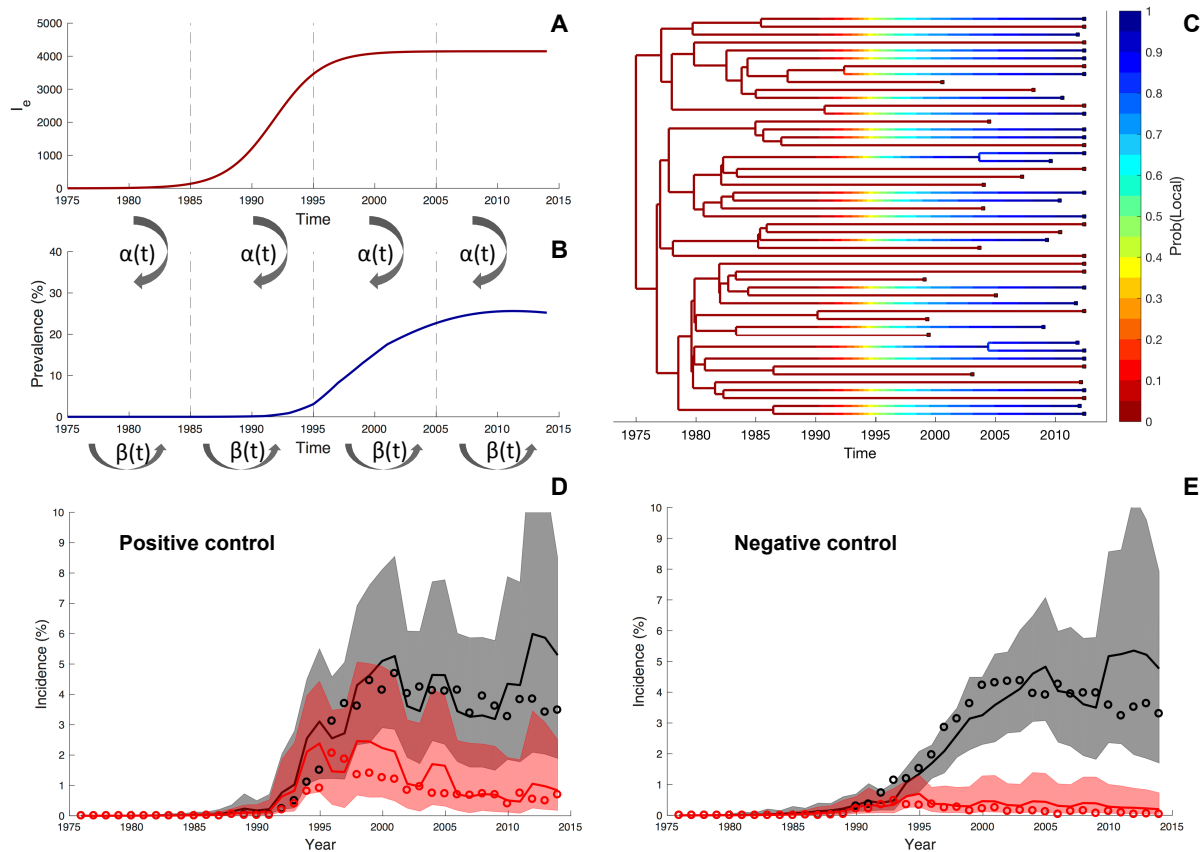 A
5000
4000
3000
2000
1000
0
I_e
1975 1980 1985 1990 1995 2000 2005 2010 2015
Time
α(t) α(t) α(t) α(t)
B
40
30
20
10
0
Prevalence (%)
1975 1980 1985 1990 1995 2000 2005 2010 2015
Time
β(t) β(t) β(t) β(t)
C
1975 1980 1985 1990 1995 2000 2005 2010
Time
1
0.9
0.8
0.7
0.6
0.5
0.4
0.3
0.2
0.1
0
Prob(Local)
D
Positive control
10
9
8
7
6
5
4
3
2
1
0
Incidence (%)
1975 1980 1985 1990 1995 2000 2005 2010 2015
Year
E
Negative control
10
9
8
7
6
5
4
3
2
1
0
Incidence (%)
1975 1980 1985 1990 1995 2000 2005 2010 2015
Year